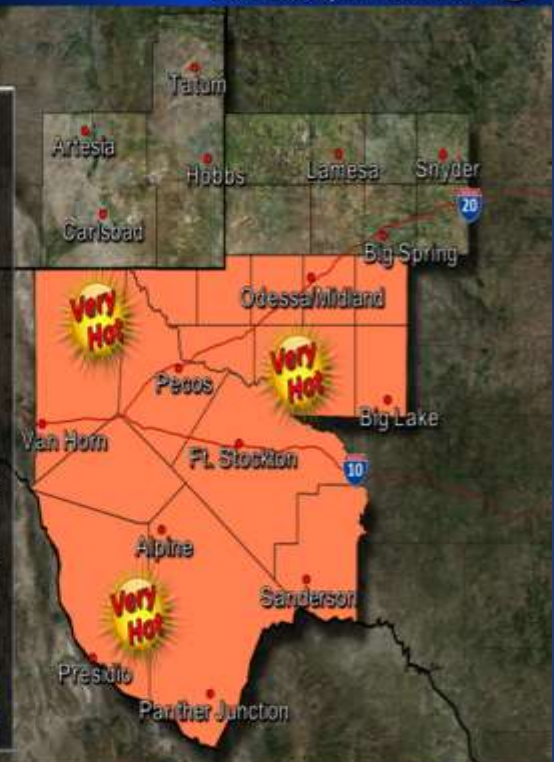 Tatum
Artesia
Hobbs
Lamesa
Snyder
20
Carlsbad
Big Spring
Very
Hot
Odessa/Midland
Very
Hot
Pecos
Big Lake
Van Horn
Ft. Stockton
10
Alpine
Very
Hot
Sanderson
Presidio
Panther Junction